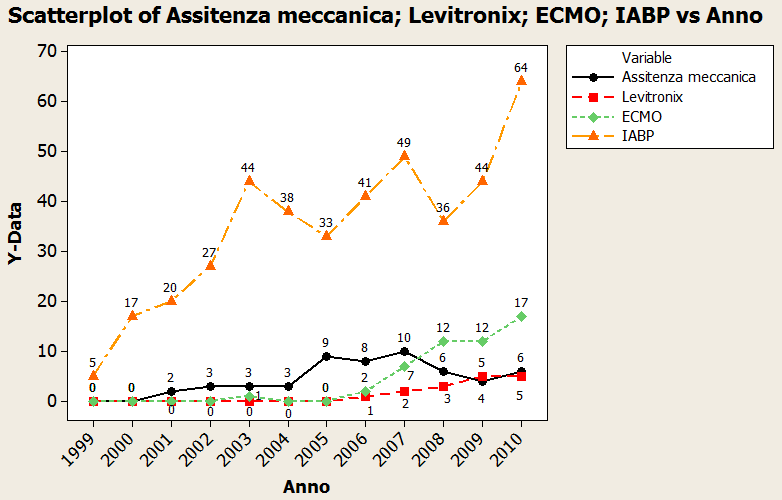 Scatterplot of Assitenza meccanica; Levitronix; ECMO; IABP vs Anno
Variable
Assitenza meccanica
Levitronix
ECMO
IABP
Y-Data
70
60
50
40
30
20
10
0
5 17 20 27 44 38 33 41 49 36 44 64
0 0 2 3 3 3 9 8 10 6 4 6
0 0 0 0 1 0 0 2 7 12 12 17
0 0 0 0 1 2 3 5 5
1999 2000 2001 2002 2003 2004 2005 2006 2007 2008 2009 2010
Anno